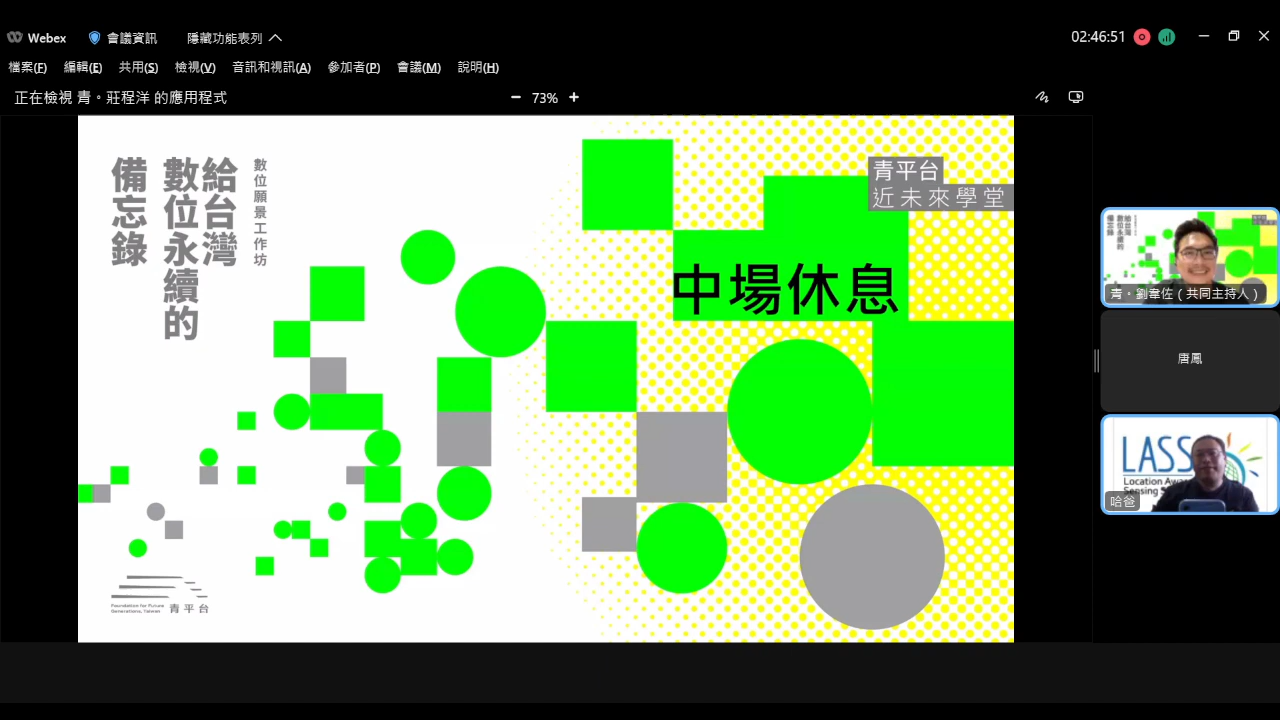 Webex
會議資訊
隱藏功能表列
02:46:51
檔案(F)
編輯(E)
共用(S)
檢視(V)
音訊和視訊(A)
參加者(P)
會議(M)
說明(H)
正在檢視 青。莊程洋 的應用程式
73%
數位願景工作坊
給台灣
數位永續的
備忘錄
青平台
近未來學堂
中場休息
Foundation for Future
Generations, Taiwan
青平台
青。劉韋佐 ( 共同主持人 )
唐鳳
LASS
Location Awa
Sensing S
哈爸